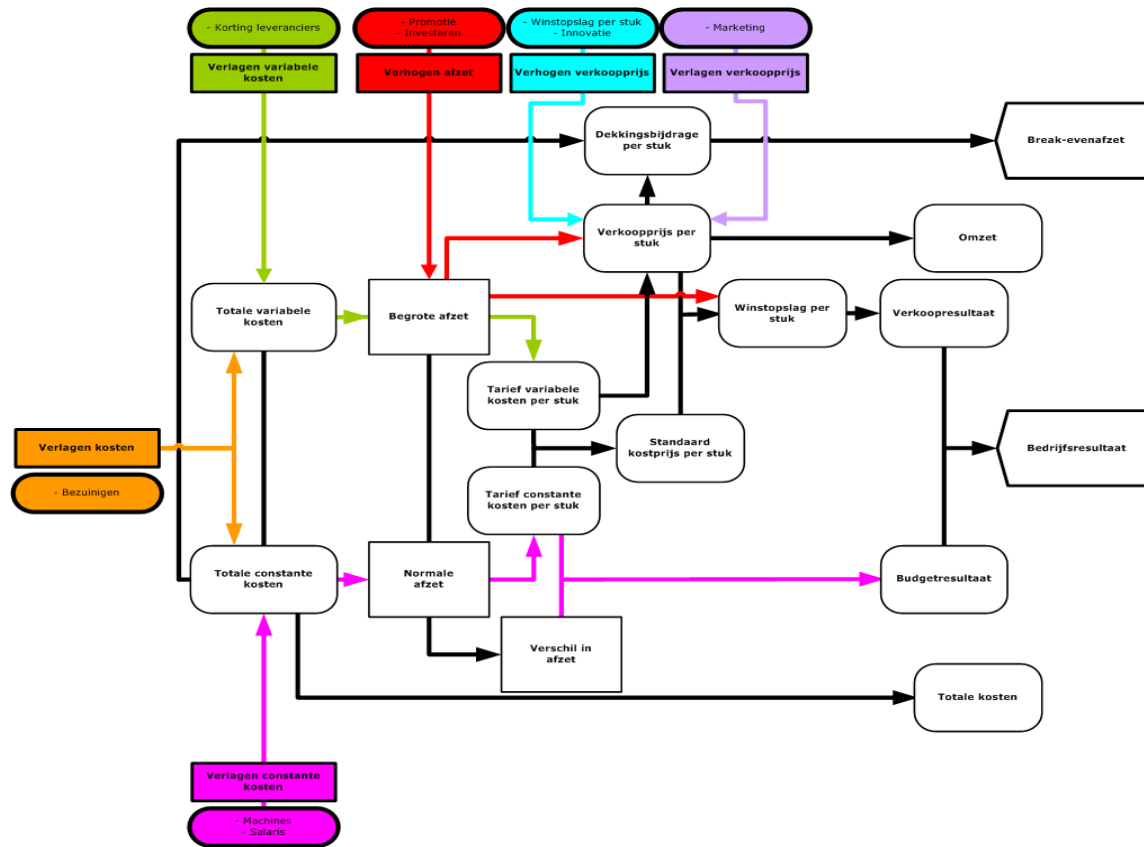 - Korting leveranciers
- Promotie
- Investeren
- Winstopslag per stuk
- Innovatie
- Marketing
Verlagen variabele
kosten
Verhogen afzet
Verhogen verkoopprijs
Verlagen verkoopprijs
Dekkingsbijdrage
per stuk
Break-evenafzet
Verkoopprijs per
stuk
Omzet
Totale variabele
kosten
Begrote afzet
Winstopslag per
stuk
Verkoopresultaat
Tarief variabele
kosten per stuk
Verlagen kosten
Standaard
kostprijs per stuk
Bedrijfsresultaat
- Bezuinigen
Tarief constante
kosten per stuk
Totale constante
kosten
Normale
afzet
Budgetresultaat
Verschil in
afzet
Totale kosten
Verlagen constante
kosten
- Machines
- Salaris